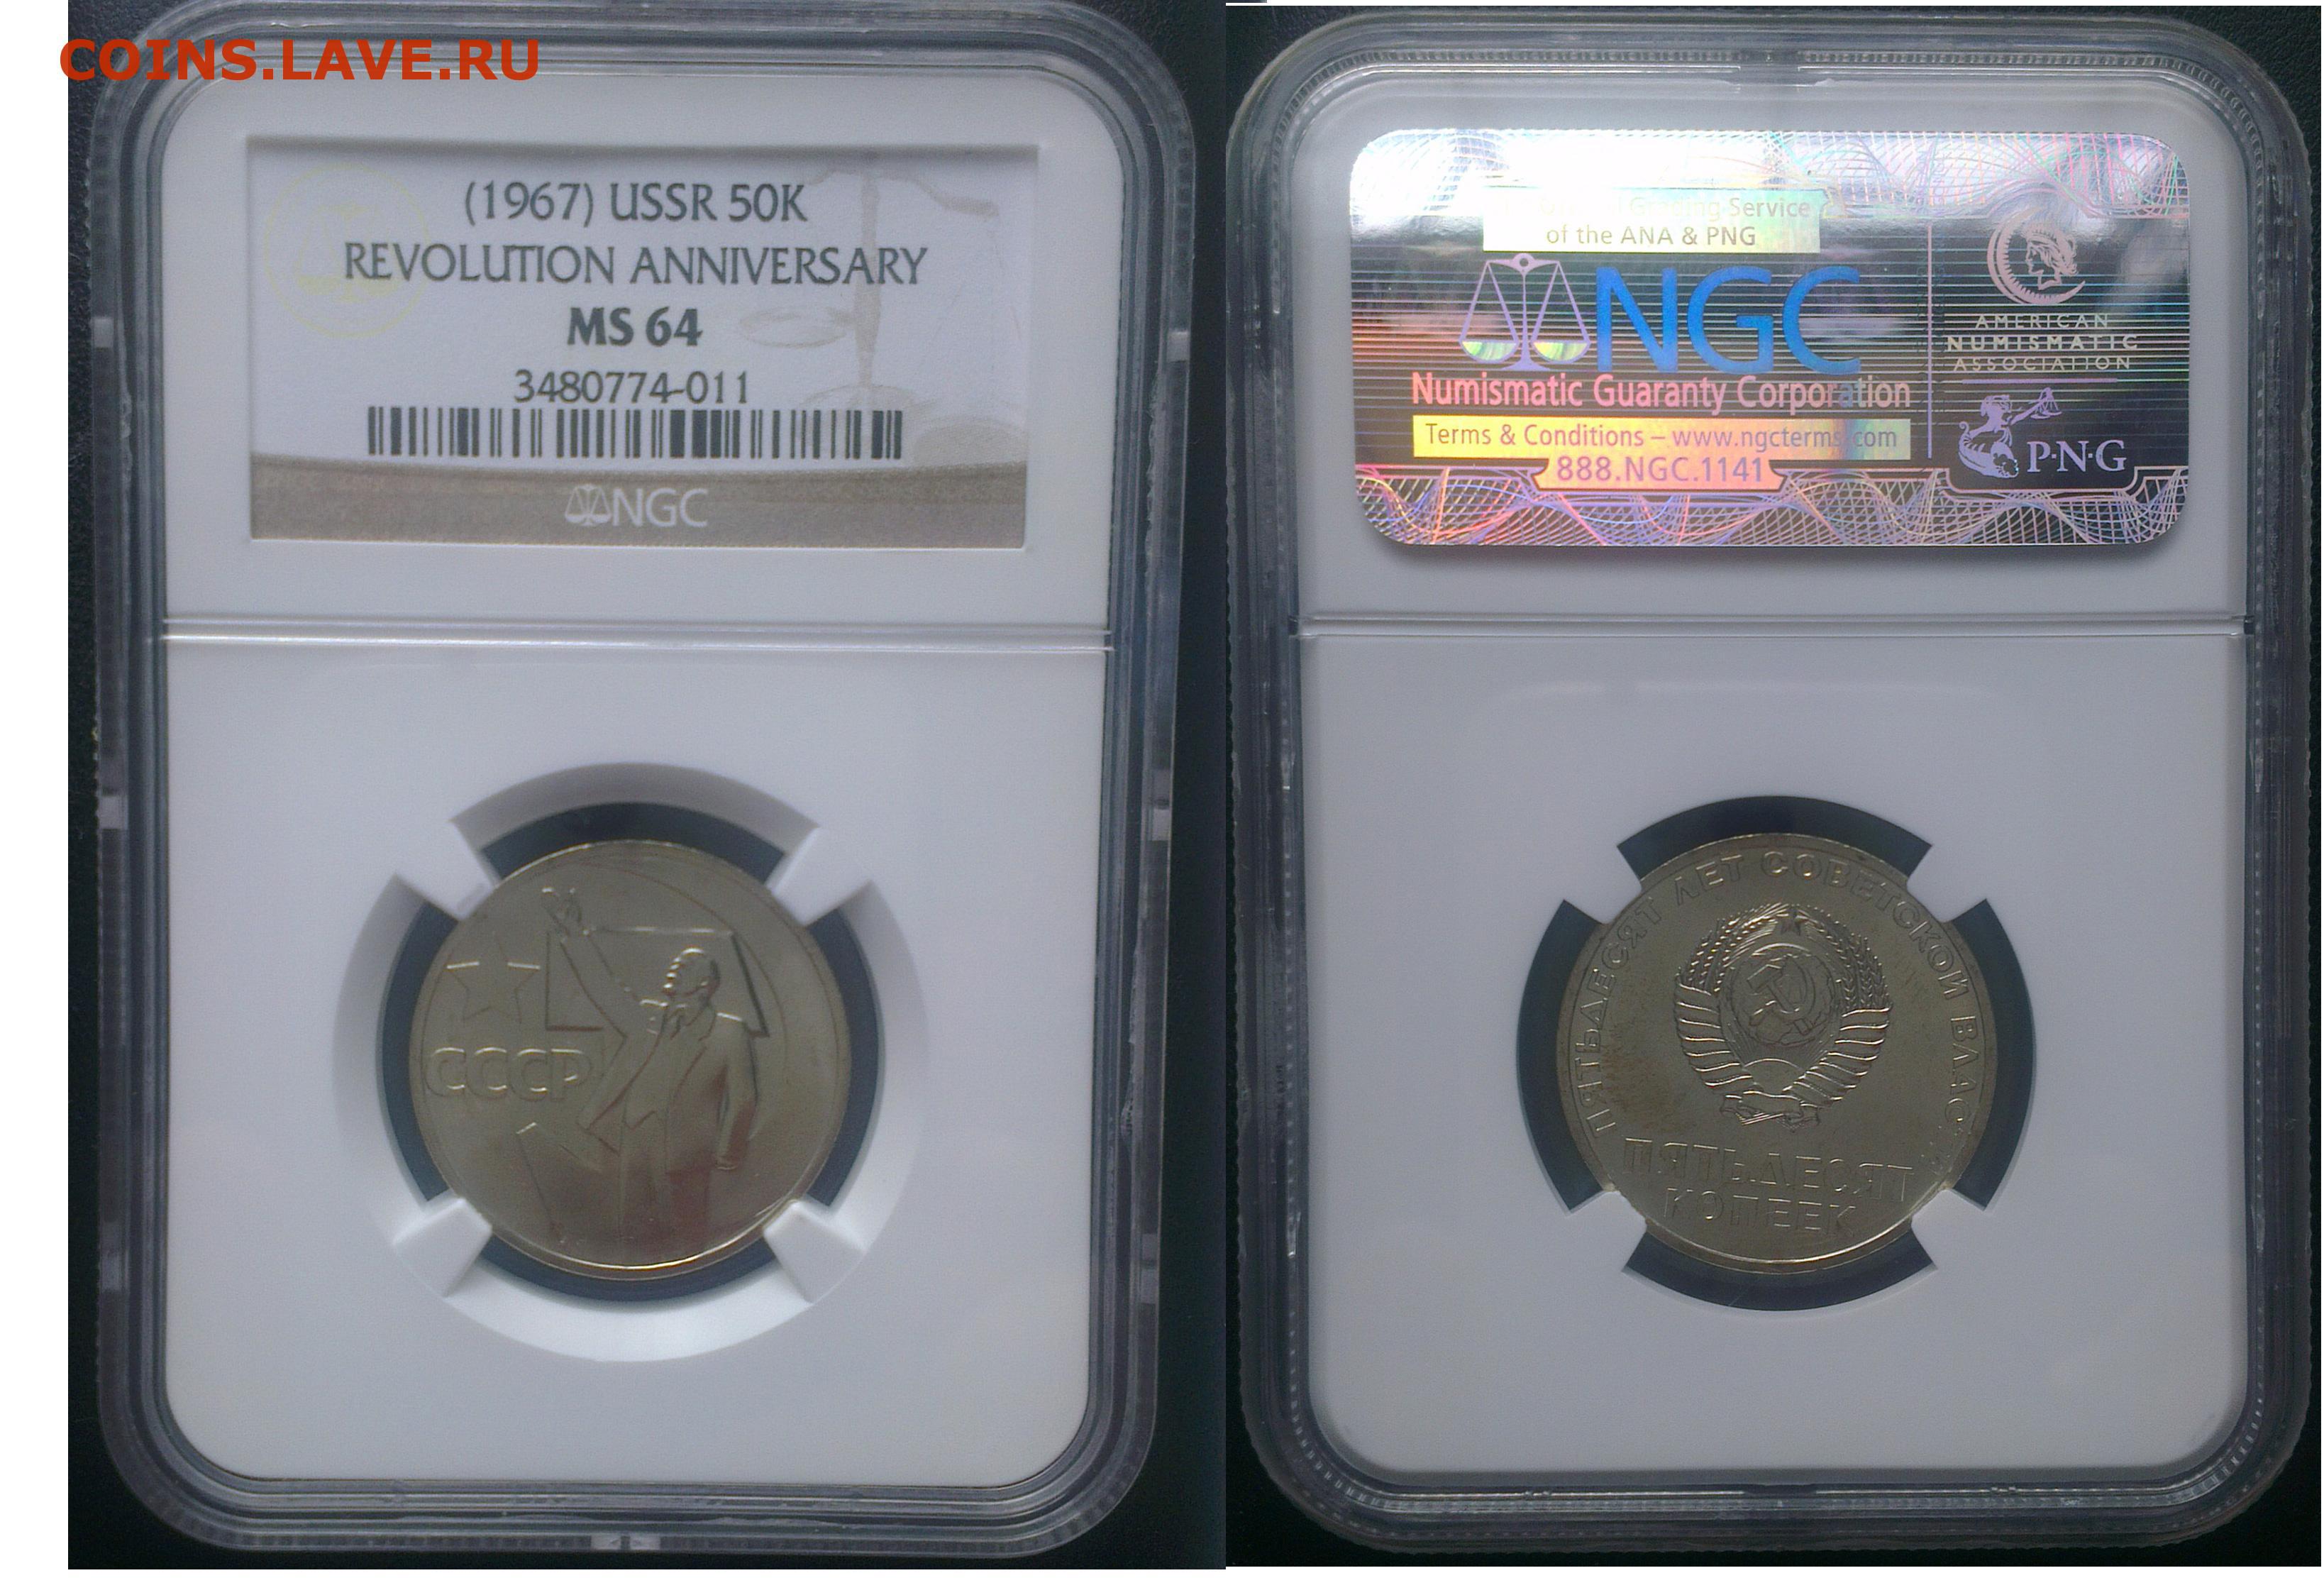 COINS.LAVE.RU
(1967) USSR 50K
REVOLUTION ANNIVERSARY
MS 64
3480774-011
NGC
СССР
Grading Service
of the ANA & PNG
NGC
Numismatic Guaranty Corporation
Terms & Conditions – www.ngcterms.com
888.NGC.1141
AMERICAN
NUMISMATIC
ASSOCIATION
P·N·G
ПЯТЬДЕСЯТ ЛЕТ СОВЕТСКОЙ ВЛАСТИ
ПЯТЬДЕСЯТ
КОПЕЕК